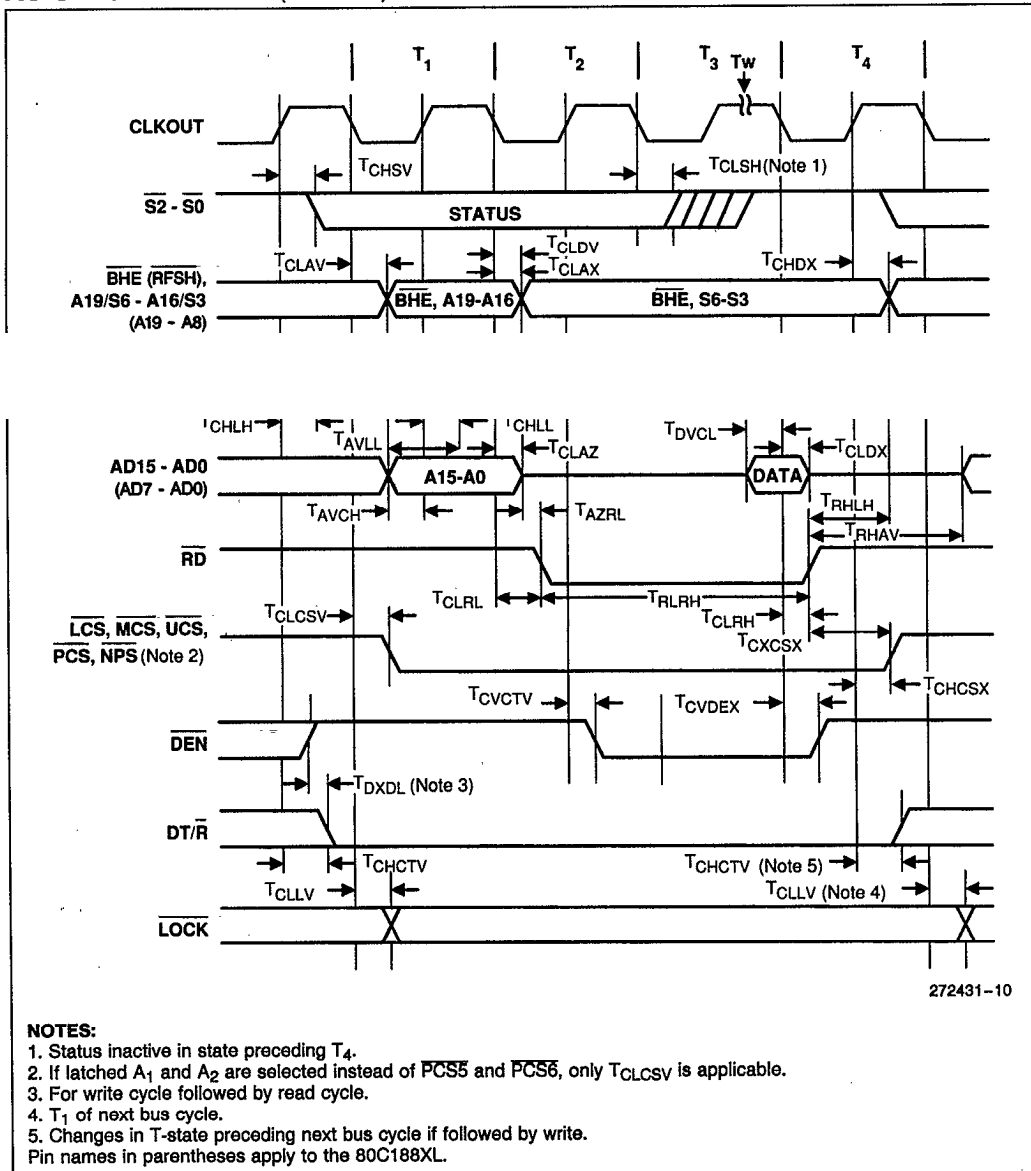 T1 T2 T3 TW T4
CLKOUT
TCHSV
TCLSH(Note 1)
S2 - S0
STATUS
TCLDV
TCLAV
TCLAX
TCHDX
BHE (RFSH),
A19/S6 - A16/S3
(A19 - A8)
BHE, A19-A16
BHE, S6-S3
TCHLH
TCHLL
TAVLL
TDVCL
TCLAZ
TCLDX
AD15 - AD0
(AD7 - AD0)
A15-A0
DATA
TRHLH
TAVCH
TAZRL
TRHAV
RD
TCLRL
TRLRH
TCLCSV
TCLRH
LCS, MCS, UCS,
PCS, NPS (Note 2)
TCXCSX
TCHCSX
TCVCTV
TCVDEX
DEN
TDXDL (Note 3)
DT/R
TCHCTV
TCHCTV (Note 5)
TCLLV
TCLLV (Note 4)
LOCK
272431-10
NOTES:
1. Status inactive in state preceding T4.
2. If latched A1 and A2 are selected instead of PCS5 and PCS6, only TCLCSV is applicable.
3. For write cycle followed by read cycle.
4. T1 of next bus cycle.
5. Changes in T-state preceding next bus cycle if followed by write.
Pin names in parentheses apply to the 80C188XL.